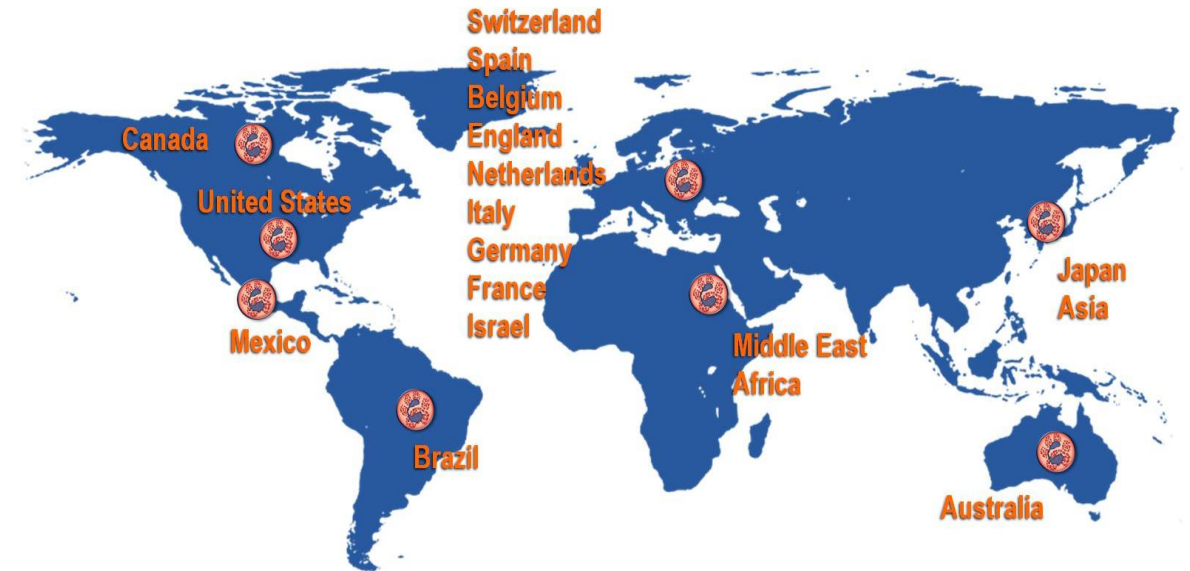 Switzerland
Spain
Belgium
England
Netherlands
Italy
Germany
France
Israel
Canada
United States
Mexico
Brazil
Middle East
Africa
Japan
Asia
Australia